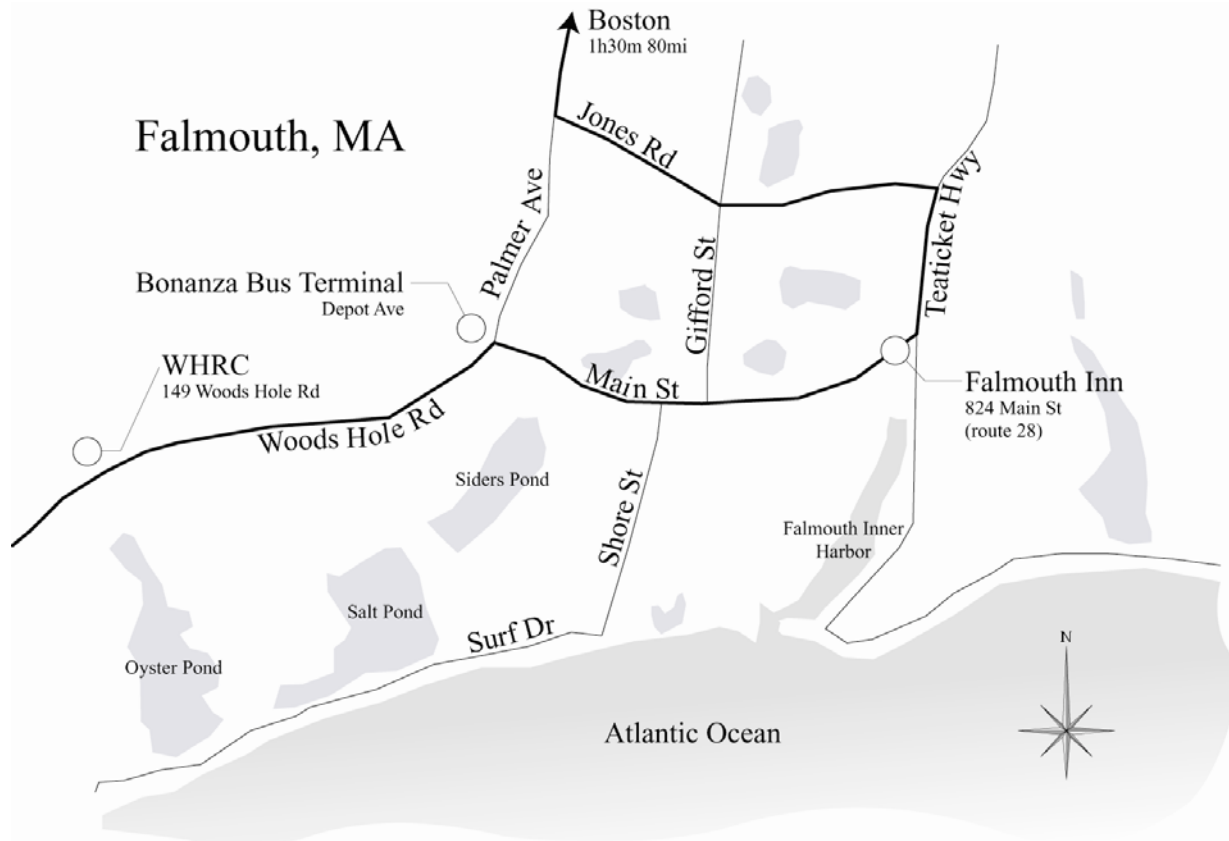 Boston
1h30m 80mi
Falmouth, MA
Jones Rd
Teaticket Hwy
Palmer Ave
Gifford St
Bonanza Bus Terminal
Depot Ave
WHRC
149 Woods Hole Rd
Main St
Falmouth Inn
824 Main St
(route 28)
Woods Hole Rd
Siders Pond
Shore St
Falmouth Inner
Harbor
Salt Pond
Surf Dr
Oyster Pond
N
Atlantic Ocean